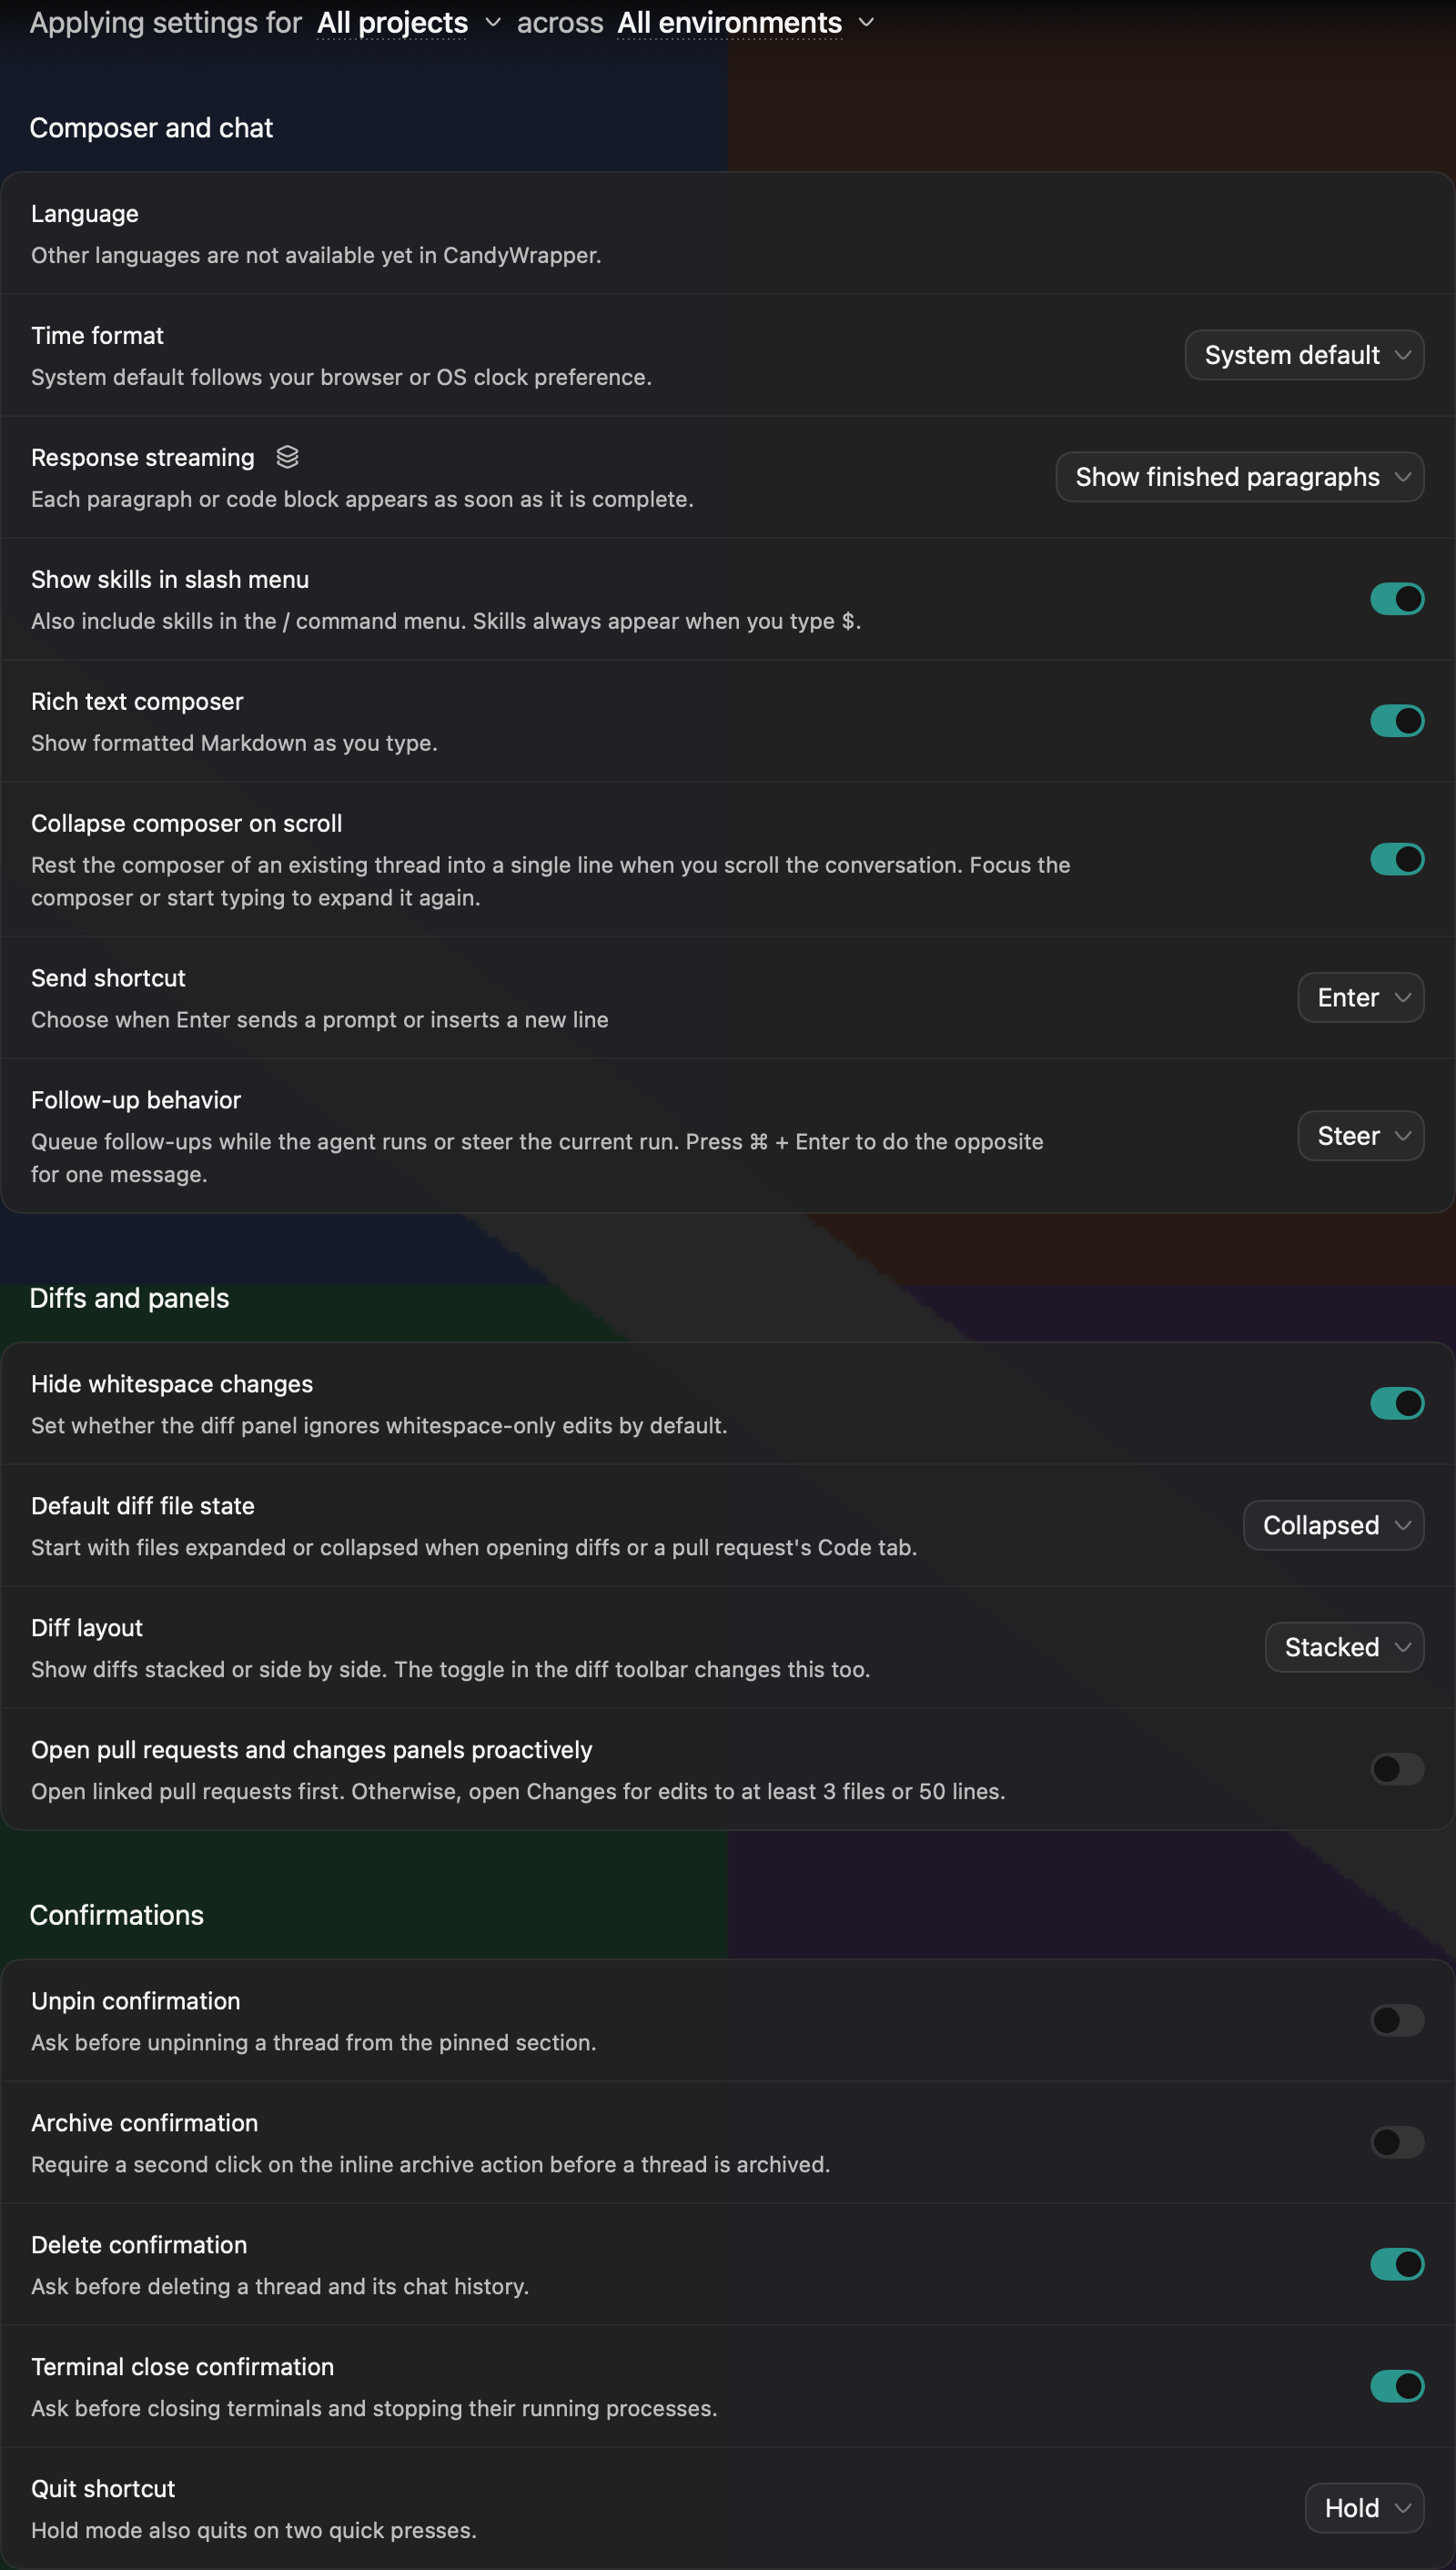 Applying settings for All projects across All environments
Composer and chat
Language
Other languages are not available yet in CandyWrapper.
Time format
System default follows your browser or OS clock preference.
System default
Response streaming
Each paragraph or code block appears as soon as it is complete.
Show finished paragraphs
Show skills in slash menu
Also include skills in the / command menu. Skills always appear when you type $.
Rich text composer
Show formatted Markdown as you type.
Collapse composer on scroll
Rest the composer of an existing thread into a single line when you scroll the conversation. Focus the
composer or start typing to expand it again.
Send shortcut
Choose when Enter sends a prompt or inserts a new line
Enter
Follow-up behavior
Queue follow-ups while the agent runs or steer the current run. Press ⌘ + Enter to do the opposite
for one message.
Steer
Diffs and panels
Hide whitespace changes
Set whether the diff panel ignores whitespace-only edits by default.
Default diff file state
Start with files expanded or collapsed when opening diffs or a pull request's Code tab.
Collapsed
Diff layout
Show diffs stacked or side by side. The toggle in the diff toolbar changes this too.
Stacked
Open pull requests and changes panels proactively
Open linked pull requests first. Otherwise, open Changes for edits to at least 3 files or 50 lines.
Confirmations
Unpin confirmation
Ask before unpinning a thread from the pinned section.
Archive confirmation
Require a second click on the inline archive action before a thread is archived.
Delete confirmation
Ask before deleting a thread and its chat history.
Terminal close confirmation
Ask before closing terminals and stopping their running processes.
Quit shortcut
Hold mode also quits on two quick presses.
Hold